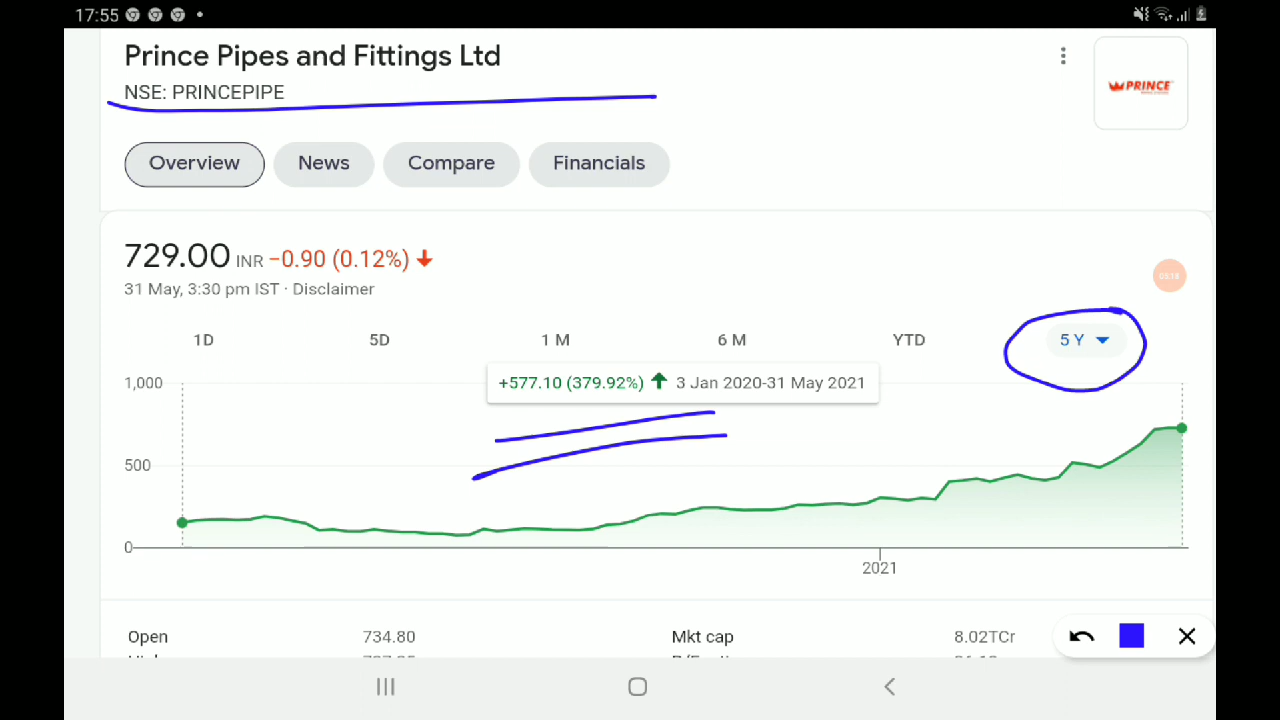 17:55
Prince Pipes and Fittings Ltd
NSE: PRINCEPIPE
PRINCE
Overview News Compare Financials
729.00 INR −0.90 (0.12%)
31 May, 3:30 pm IST · Disclaimer
1D 5D 1 M 6 M YTD 5 Y
+577.10 (379.92%) 3 Jan 2020-31 May 2021
1,000
500
0
2021
Open 734.80 Mkt cap 8.02TCr